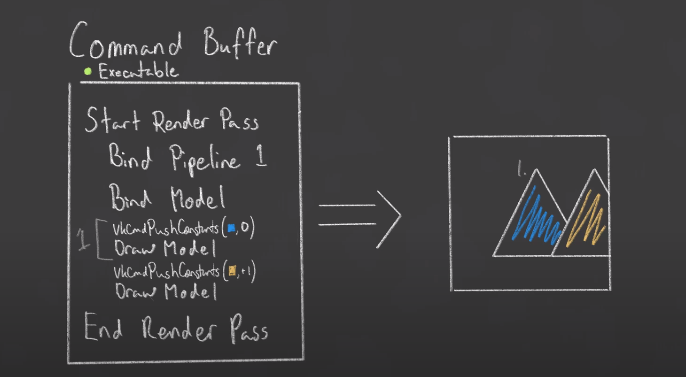 Command Buffer
Executable
Start Render Pass
Bind Pipeline 1
Bind Model
vkCmdPushConstants(■, 0)
Draw Model
1
vkCmdPushConstants(■, +1)
Draw Model
End Render Pass
1.